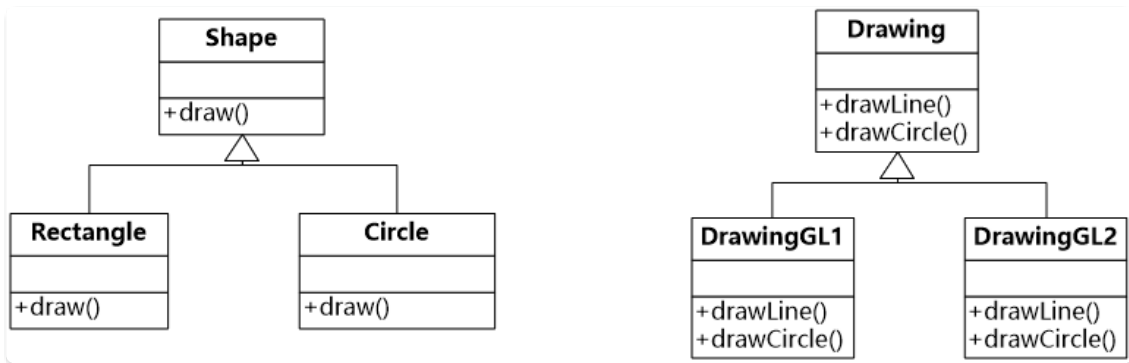 Shape
+draw()
Rectangle
+draw()
Circle
+draw()
Drawing
+drawLine()
+drawCircle()
DrawingGL1
+drawLine()
+drawCircle()
DrawingGL2
+drawLine()
+drawCircle()